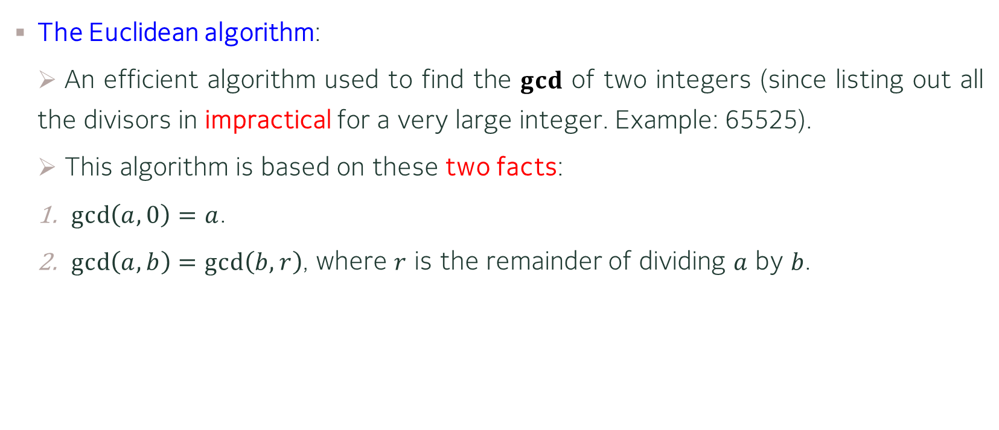 ▪ The Euclidean algorithm:
➢ An efficient algorithm used to find the gcd of two integers (since listing out all
the divisors in impractical for a very large integer. Example: 65525).
➢ This algorithm is based on these two facts:
1. gcd(𝑎, 0) = 𝑎.
2. gcd(𝑎, 𝑏) = gcd(𝑏, 𝑟), where 𝑟 is the remainder of dividing 𝑎 by 𝑏.